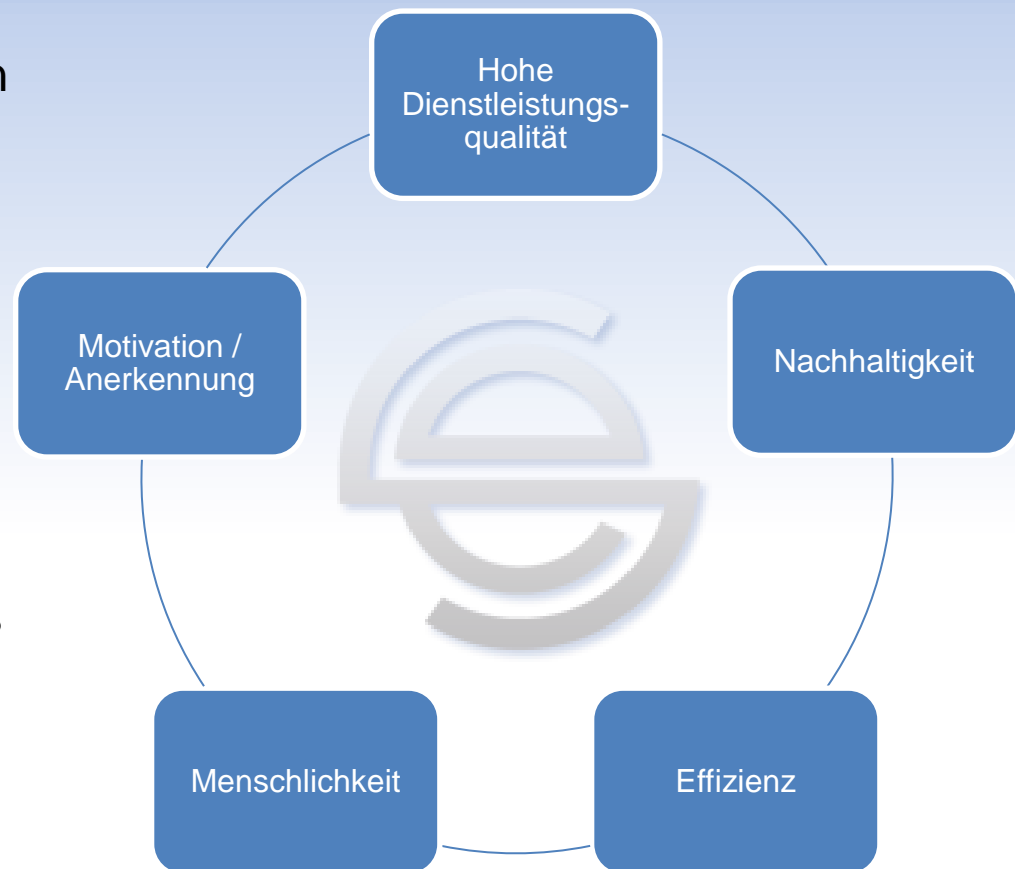 Hohe
Dienstleistungs-
qualität
Motivation /
Anerkennung
Nachhaltigkeit
Menschlichkeit
Effizienz